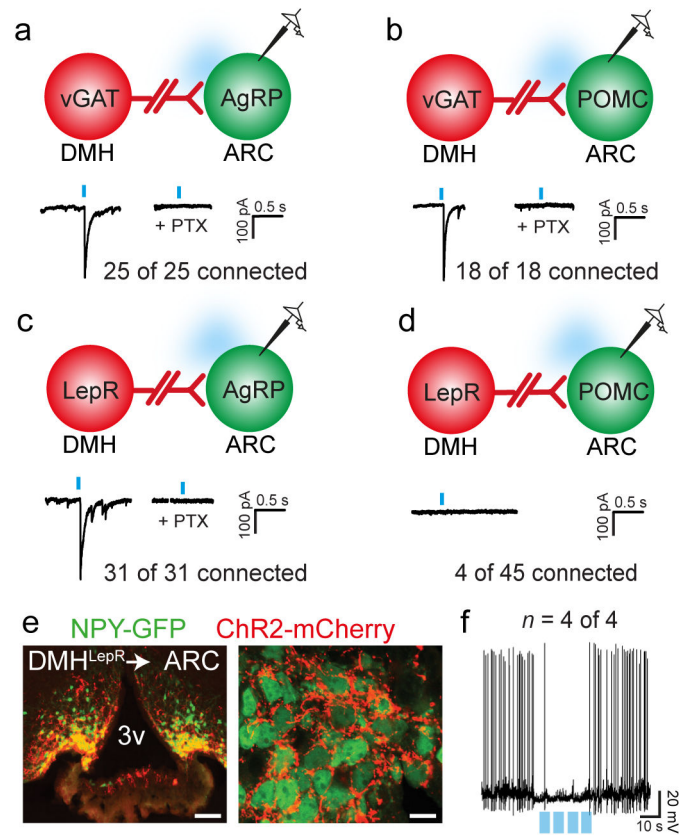 a
vGAT
AgRP
DMH
ARC
+ PTX
100 pA
0.5 s
25 of 25 connected
b
vGAT
POMC
DMH
ARC
+ PTX
100 pA
0.5 s
18 of 18 connected
c
LepR
AgRP
DMH
ARC
+ PTX
100 pA
0.5 s
31 of 31 connected
d
LepR
POMC
DMH
ARC
100 pA
0.5 s
4 of 45 connected
e
NPY-GFP ChR2-mCherry
DMHLepR ARC
3v
f
n = 4 of 4
20 mV
10 s